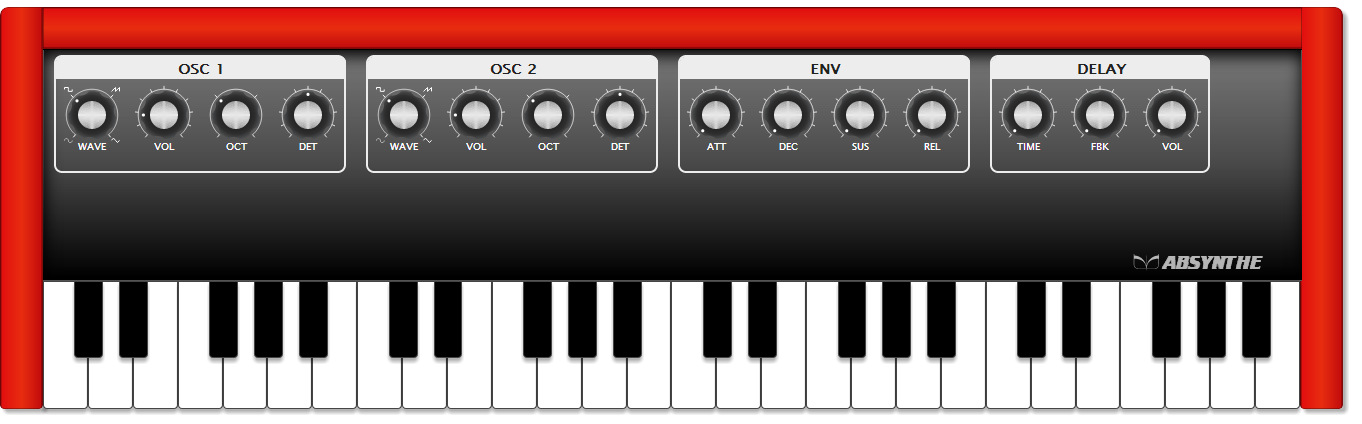 OSC 1
OSC 2
ENV
DELAY
WAVE VOL OCT DET
WAVE VOL OCT DET
ATT DEC SUS REL
TIME FBK VOL
ABSYNTHE